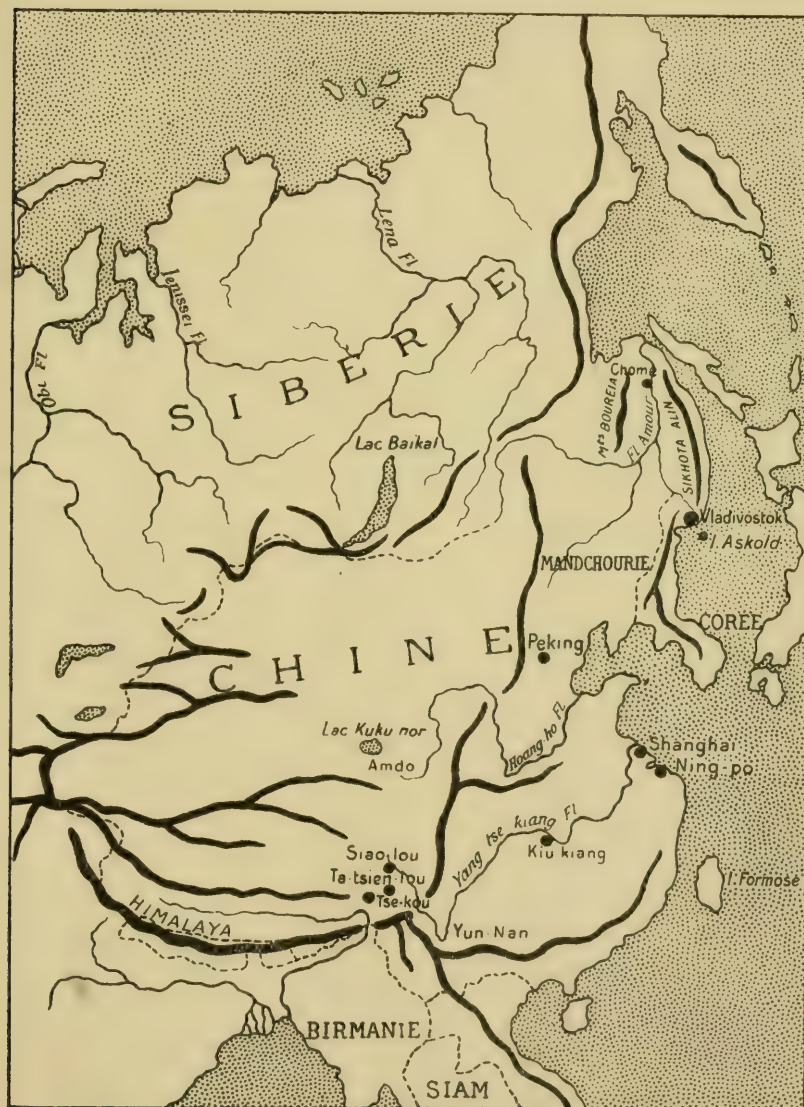 Lena Fl
Ienissei Fl
Obi Fl
SIBERIE
Chome
Mts BOUREIA
Fl Amour
SIKHOTA ALIN
Lac Baikal
Vladivostok
I. Askold
MANDCHOURIE
CORÉE
CHINE
Peking
Lac Kuku nor
Amdo
Hoang-ho Fl
Shanghai
Ning-po
Yang tse kiang Fl
Kiu kiang
Siao-lou
Ta-tsien-lou
Tse-kou
I. Formose
HIMALAYA
Yun-Nan
BIRMANIE
SIAM